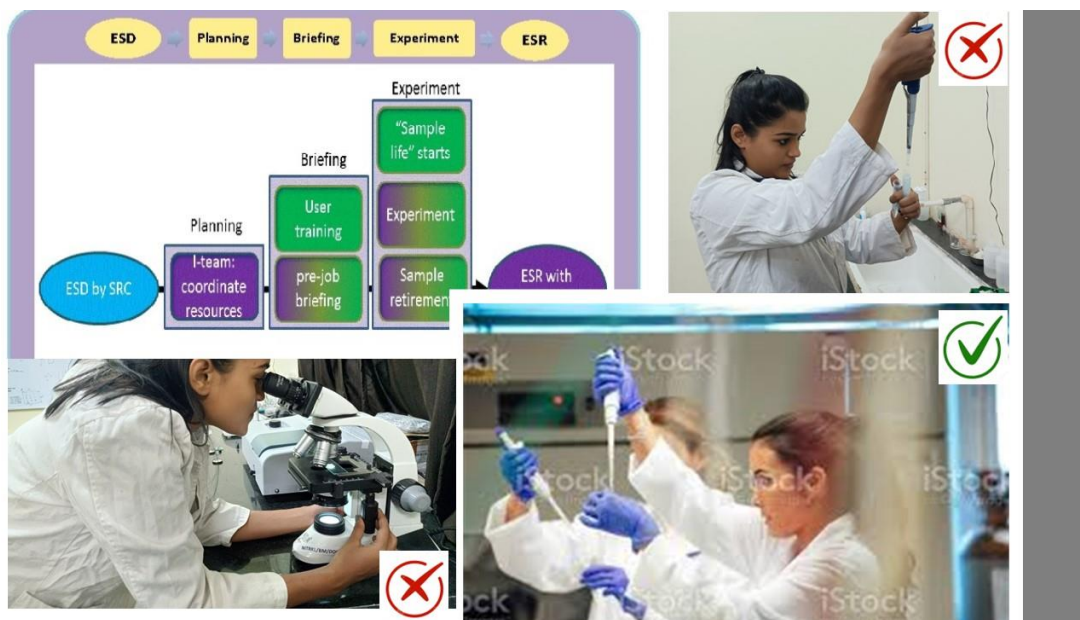 ESD
Planning
Briefing
Experiment
ESR
Experiment
"Sample
life" starts
Briefing
User
training
Experiment
Planning
I-team:
coordinate
resources
pre-job
briefing
Sample
retirement
ESD by SRC
ESR with
iStock
iStock
iStock
iStock
iStock
iStock